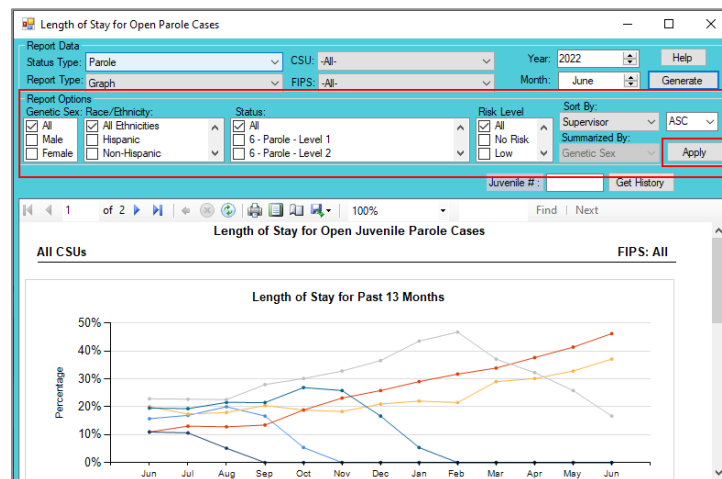 Length of Stay for Open Parole Cases
Report Data
Status Type: Parole CSU: -All- Year: 2022 Help
Report Type: Graph FIPS: -All- Month: June Generate
Report Options
Genetic Sex: Race/Ethnicity: Status: Risk Level Sort By:
All All Ethnicities All All Supervisor ASC
Male Hispanic 6 - Parole - Level 1 No Risk Summarized By:
Female Non-Hispanic 6 - Parole - Level 2 Low Genetic Sex Apply
Juvenile # : Get History
1 of 2 100% Find | Next
Length of Stay for Open Juvenile Parole Cases
All CSUs FIPS: All
Length of Stay for Past 13 Months
50%
40%
30%
20%
10%
0%
Percentage
Jun Jul Aug Sep Oct Nov Dec Jan Feb Mar Apr May Jun